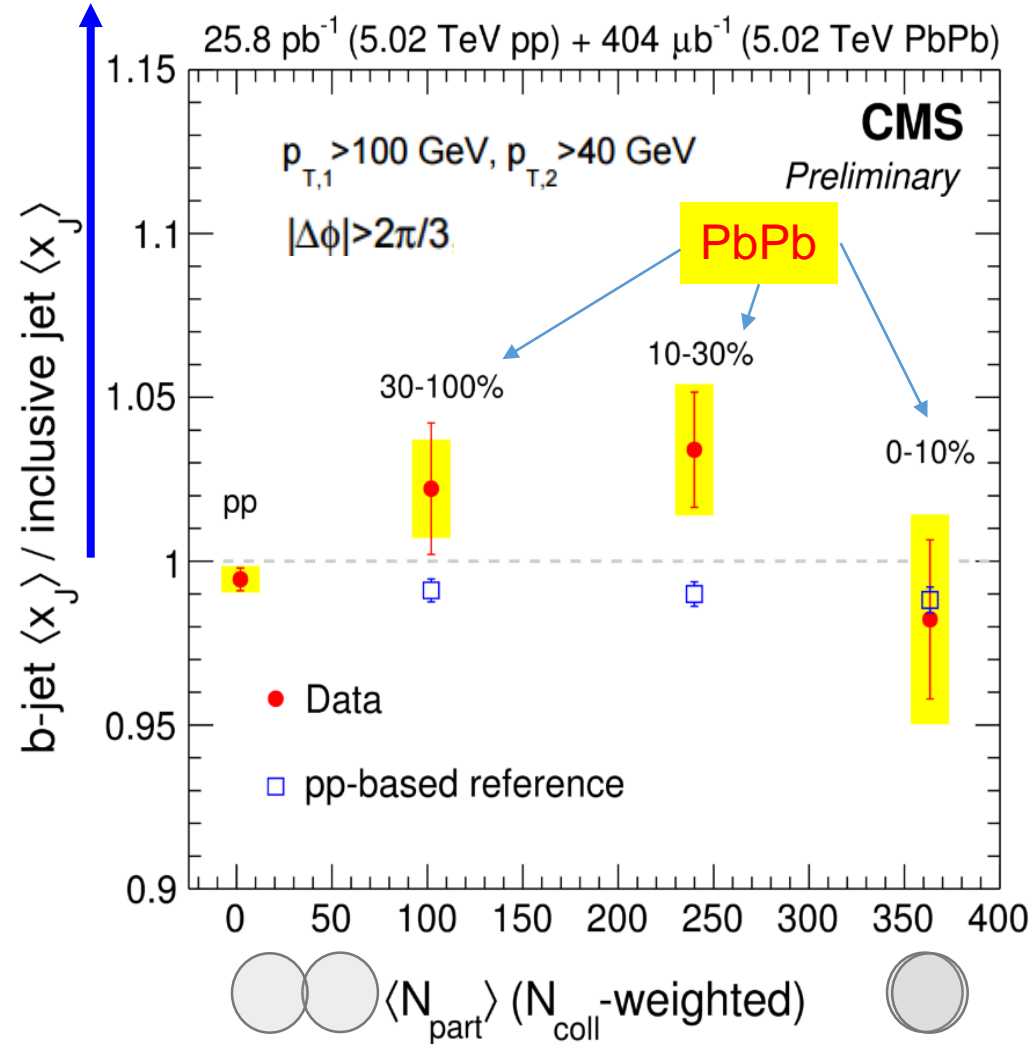 25.8 pb⁻¹ (5.02 TeV pp) + 404 μb⁻¹ (5.02 TeV PbPb)
1.15
CMS
Preliminary
p_T,1>100 GeV, p_T,2>40 GeV
|Δϕ|>2π/3
PbPb
1.1
10-30%
30-100%
1.05
0-10%
pp
1
Data
0.95
pp-based reference
0.9
0 50 100 150 200 250 300 350 400
⟨N_part⟩ (N_coll-weighted)
b-jet ⟨x_J⟩ / inclusive jet ⟨x_J⟩